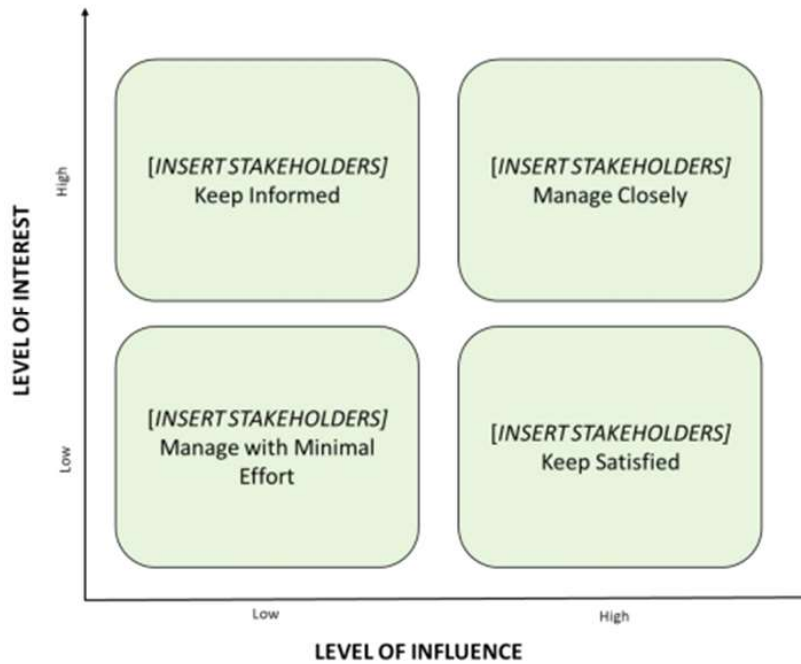 LEVEL OF INTEREST
High
[INSERT STAKEHOLDERS]
Keep Informed
[INSERT STAKEHOLDERS]
Manage Closely
Low
[INSERT STAKEHOLDERS]
Manage with Minimal
Effort
[INSERT STAKEHOLDERS]
Keep Satisfied
Low
High
LEVEL OF INFLUENCE